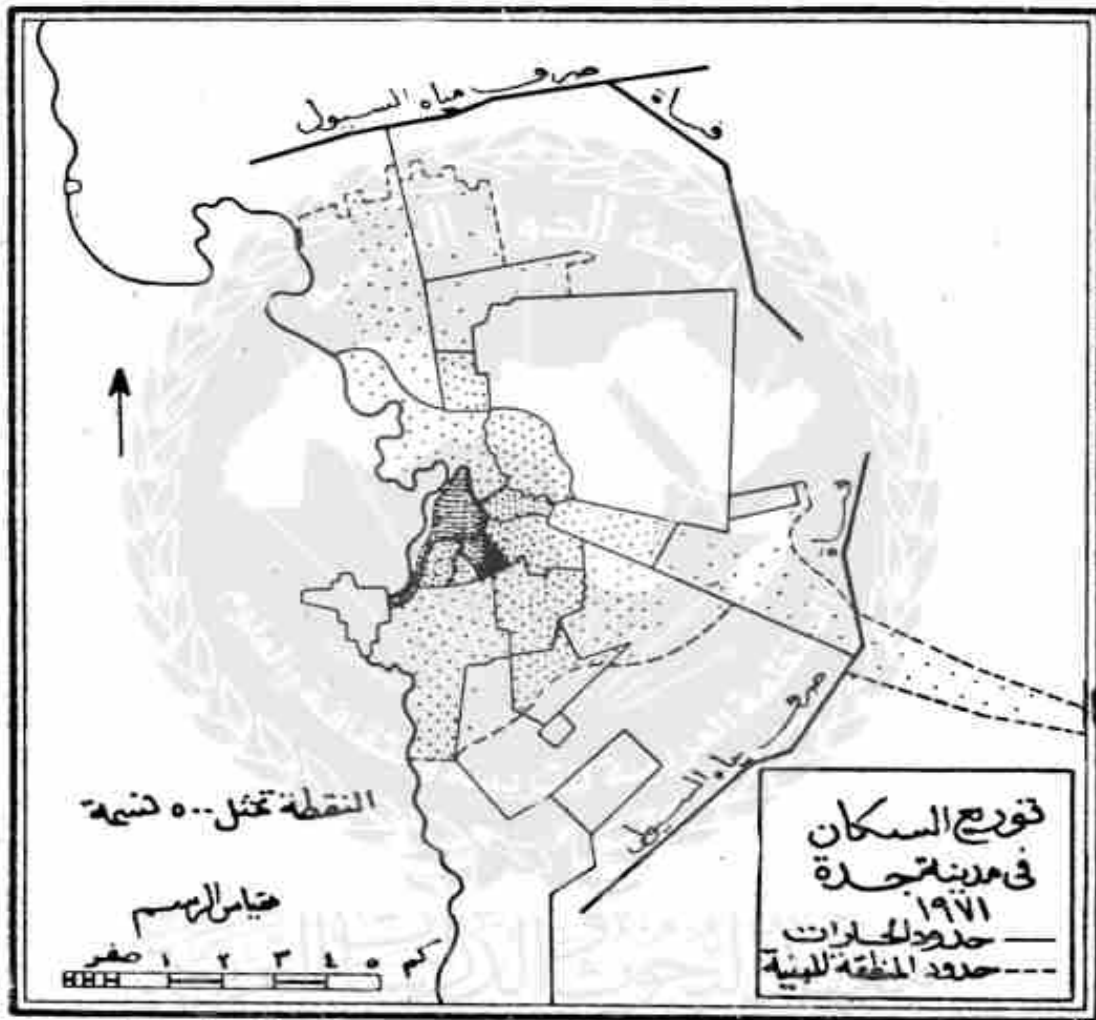 صرف مياه السيول
قناة
صرف مياه السيول
النقطة تمثل ٥٠٠ نسمة
مقياس الرسم
صفر ١ ٢ ٣ ٤ ٥ كم
توزيع السكان
فى مدينة جدة
١٩٧١
حدود الحارات
حدود المنطقة المبنية